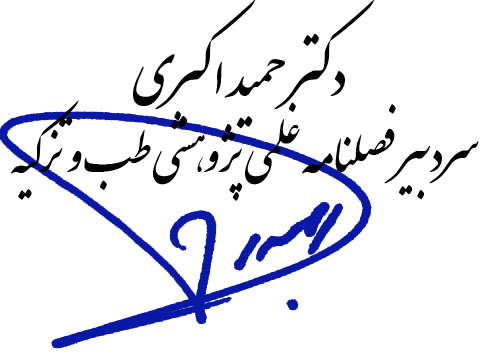 دکتر حمید اکبری
سردبیر فصلنامه علمی پژوهشی طب و تزکیه